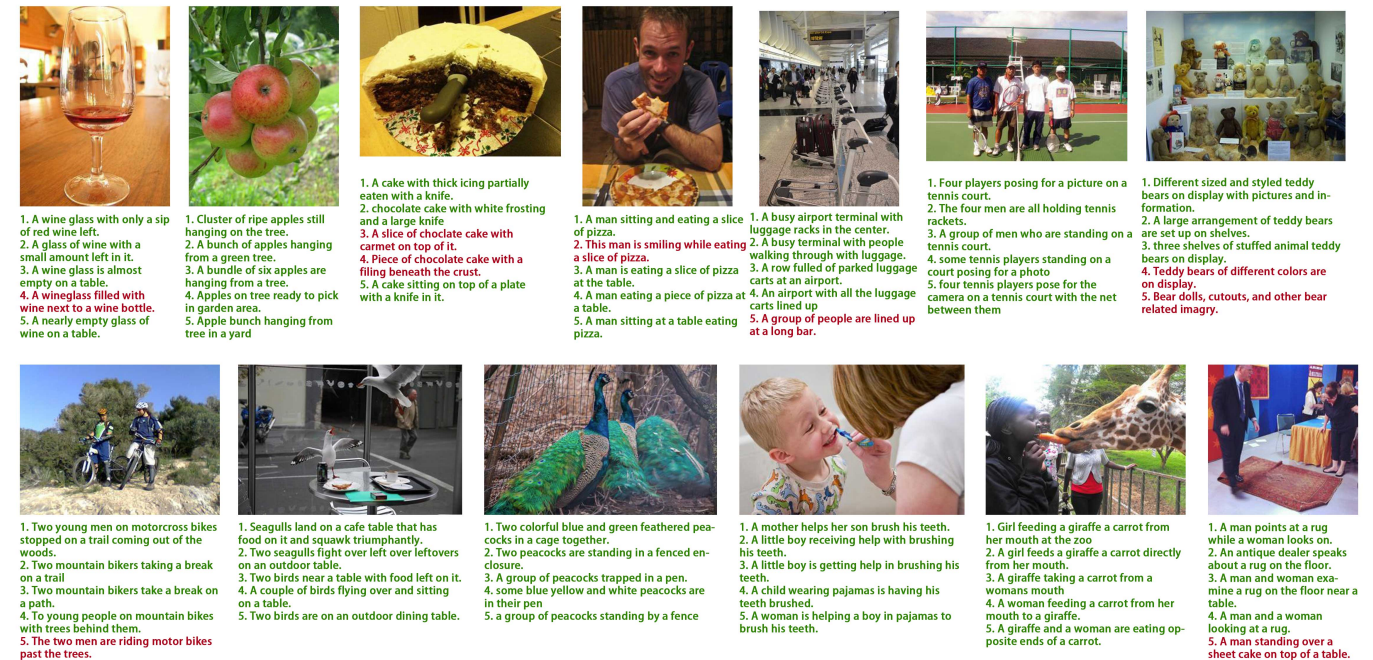 1. A wine glass with only a sip
of red wine left.
2. A glass of wine with a
small amount left in it.
3. A wine glass is almost
empty on a table.
4. A wineglass filled with
wine next to a wine bottle.
5. A nearly empty glass of
wine on a table.
1. Cluster of ripe apples still
hanging on the tree.
2. A bunch of apples hanging
from a green tree.
3. A bundle of six apples are
hanging from a tree.
4. Apples on tree ready to pick
in garden area.
5. Apple bunch hanging from
tree in a yard
1. A cake with thick icing partially
eaten with a knife.
2. chocolate cake with white frosting
and a large knife
3. A slice of choclate cake with
carmet on top of it.
4. Piece of chocolate cake with a
filing beneath the crust.
5. A cake sitting on top of a plate
with a knife in it.
1. A man sitting and eating a slice
of pizza.
2. This man is smiling while eating
a slice of pizza.
3. A man is eating a slice of pizza
at the table.
4. A man eating a piece of pizza at
a table.
5. A man sitting at a table eating
pizza.
1. A busy airport terminal with
luggage racks in the center.
2. A busy terminal with people
walking through with luggage.
3. A row fulled of parked luggage
carts at an airport.
4. An airport with all the luggage
carts lined up
5. A group of people are lined up
at a long bar.
1. Four players posing for a picture on a
tennis court.
2. The four men are all holding tennis
rackets.
3. A group of men who are standing on a
tennis court.
4. some tennis players standing on a
court posing for a photo
5. four tennis players pose for the
camera on a tennis court with the net
between them
1. Different sized and styled teddy
bears on display with pictures and in-
formation.
2. A large arrangement of teddy bears
are set up on shelves.
3. three shelves of stuffed animal teddy
bears on display.
4. Teddy bears of different colors are
on display.
5. Bear dolls, cutouts, and other bear
related imagry.
1. Two young men on motorcross bikes
stopped on a trail coming out of the
woods.
2. Two mountain bikers taking a break
on a trail
3. Two mountain bikers take a break on
a path.
4. To young people on mountain bikes
with trees behind them.
5. The two men are riding motor bikes
past the trees.
1. Seagulls land on a cafe table that has
food on it and squawk triumphantly.
2. Two seagulls fight over left over leftovers
on an outdoor table.
3. Two birds near a table with food left on it.
4. A couple of birds flying over and sitting
on a table.
5. Two birds are on an outdoor dining table.
1. Two colorful blue and green feathered pea-
cocks in a cage together.
2. Two peacocks are standing in a fenced en-
closure.
3. A group of peacocks trapped in a pen.
4. some blue yellow and white peacocks are
in their pen
5. a group of peacocks standing by a fence
1. A mother helps her son brush his teeth.
2. A little boy receiving help with brushing
his teeth.
3. A little boy is getting help in brushing his
teeth.
4. A child wearing pajamas is having his
teeth brushed.
5. A woman is helping a boy in pajamas to
brush his teeth.
1. Girl feeding a giraffe a carrot from
her mouth at the zoo
2. A girl feeds a giraffe a carrot directly
from her mouth.
3. A giraffe taking a carrot from a
womans mouth
4. A woman feeding a carrot from her
mouth to a giraffe.
5. A giraffe and a woman are eating op-
posite ends of a carrot.
1. A man points at a rug
while a woman looks on.
2. An antique dealer speaks
about a rug on the floor.
3. A man and woman exa-
mine a rug on the floor near a
table.
4. A man and a woman
looking at a rug.
5. A man standing over a
sheet cake on top of a table.